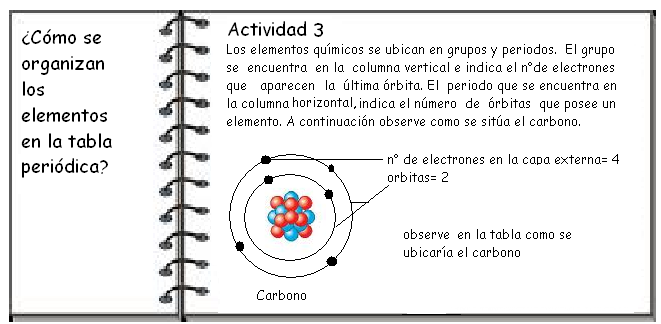 ¿Cómo se
organizan
los
elementos
en la tabla
periódica?
Actividad 3
Los elementos químicos se ubican en grupos y periodos. El grupo
se encuentra en la columna vertical e indica el n°de electrones
que aparecen la última órbita. El periodo que se encuentra en
la columna horizontal, indica el número de órbitas que posee un
elemento. A continuación observe como se sitúa el carbono.
n° de electrones en la capa externa= 4
orbitas= 2
observe en la tabla como se
ubicaría el carbono
Carbono